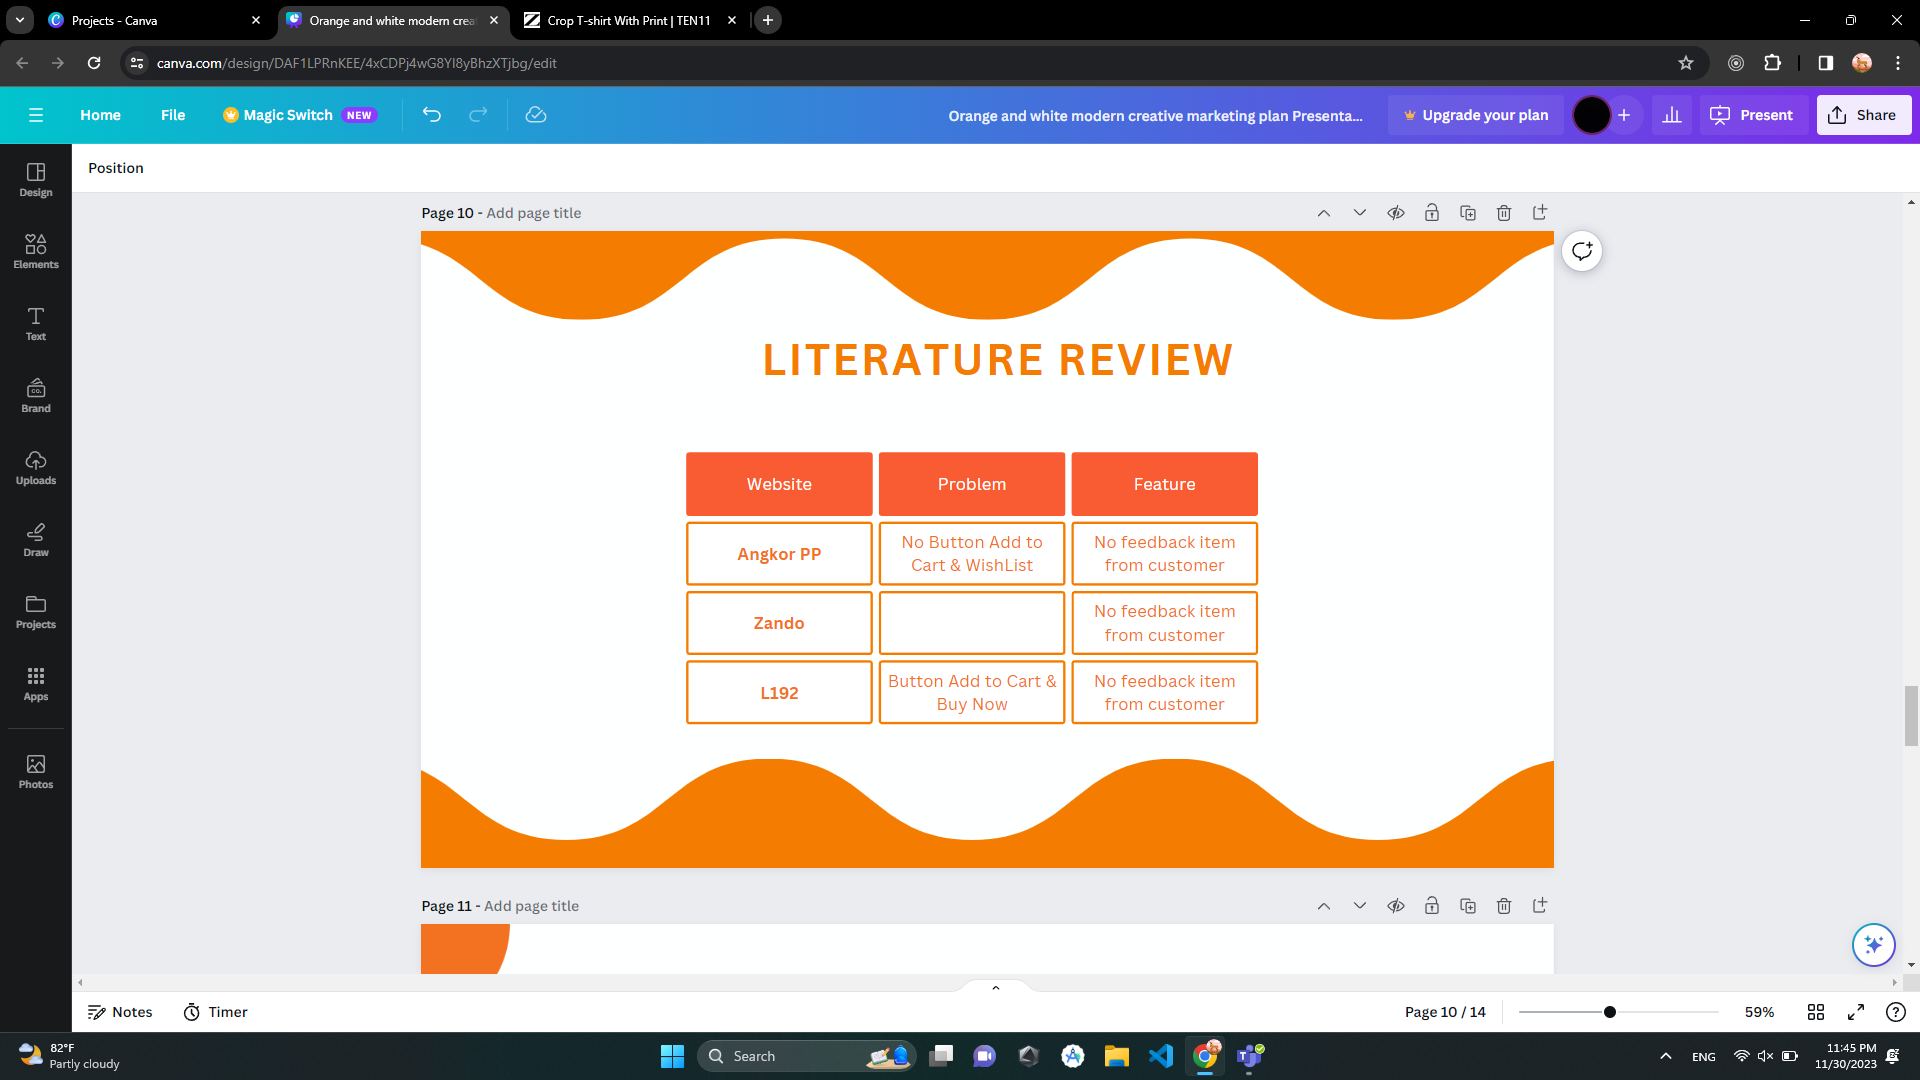 Projects - Canva
Orange and white modern crea
Crop T-shirt With Print | TEN11
canva.com/design/DAF1LPRnKEE/4xCDPj4wG8YI8yBhzXTjbg/edit
Home
File
Magic Switch
NEW
Orange and white modern creative marketing plan Presenta...
Upgrade your plan
Present
Share
Position
Design
Elements
Text
Brand
Uploads
Draw
Projects
Apps
Photos
Page 10 - Add page title
LITERATURE REVIEW
Website
Problem
Feature
Angkor PP
No Button Add to
Cart & WishList
No feedback item
from customer
Zando
No feedback item
from customer
L192
Button Add to Cart &
Buy Now
No feedback item
from customer
Page 11 - Add page title
Notes
Timer
Page 10 / 14
59%
82°F
Partly cloudy
Search
ENG
11:45 PM
11/30/2023